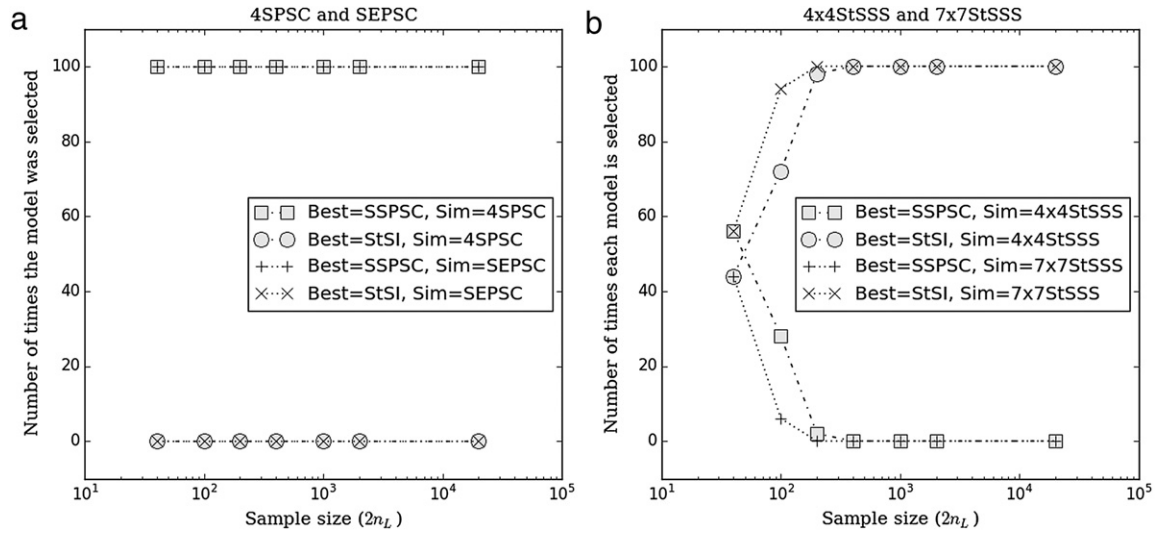 a
4SPSC and SEPSC
Number of times the model was selected
100
80
60
40
20
0
Best=SSPSC, Sim=4SPSC
Best=StSI, Sim=4SPSC
Best=SSPSC, Sim=SEPSC
Best=StSI, Sim=SEPSC
10^1
10^2
10^3
10^4
10^5
Sample size (2n_L)
b
4x4StSSS and 7x7StSSS
Number of times each model is selected
100
80
60
40
20
0
Best=SSPSC, Sim=4x4StSSS
Best=StSI, Sim=4x4StSSS
Best=SSPSC, Sim=7x7StSSS
Best=StSI, Sim=7x7StSSS
10^1
10^2
10^3
10^4
10^5
Sample size (2n_L)